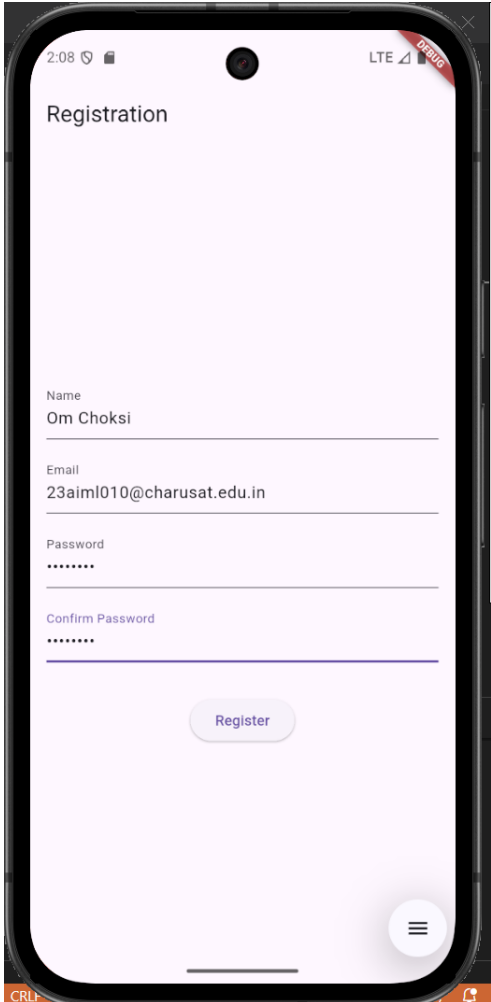 2:08
LTE
DEBUG
Registration
Name
Om Choksi
Email
23aiml010@charusat.edu.in
Password
••••••••
Confirm Password
••••••••
Register
CRLF